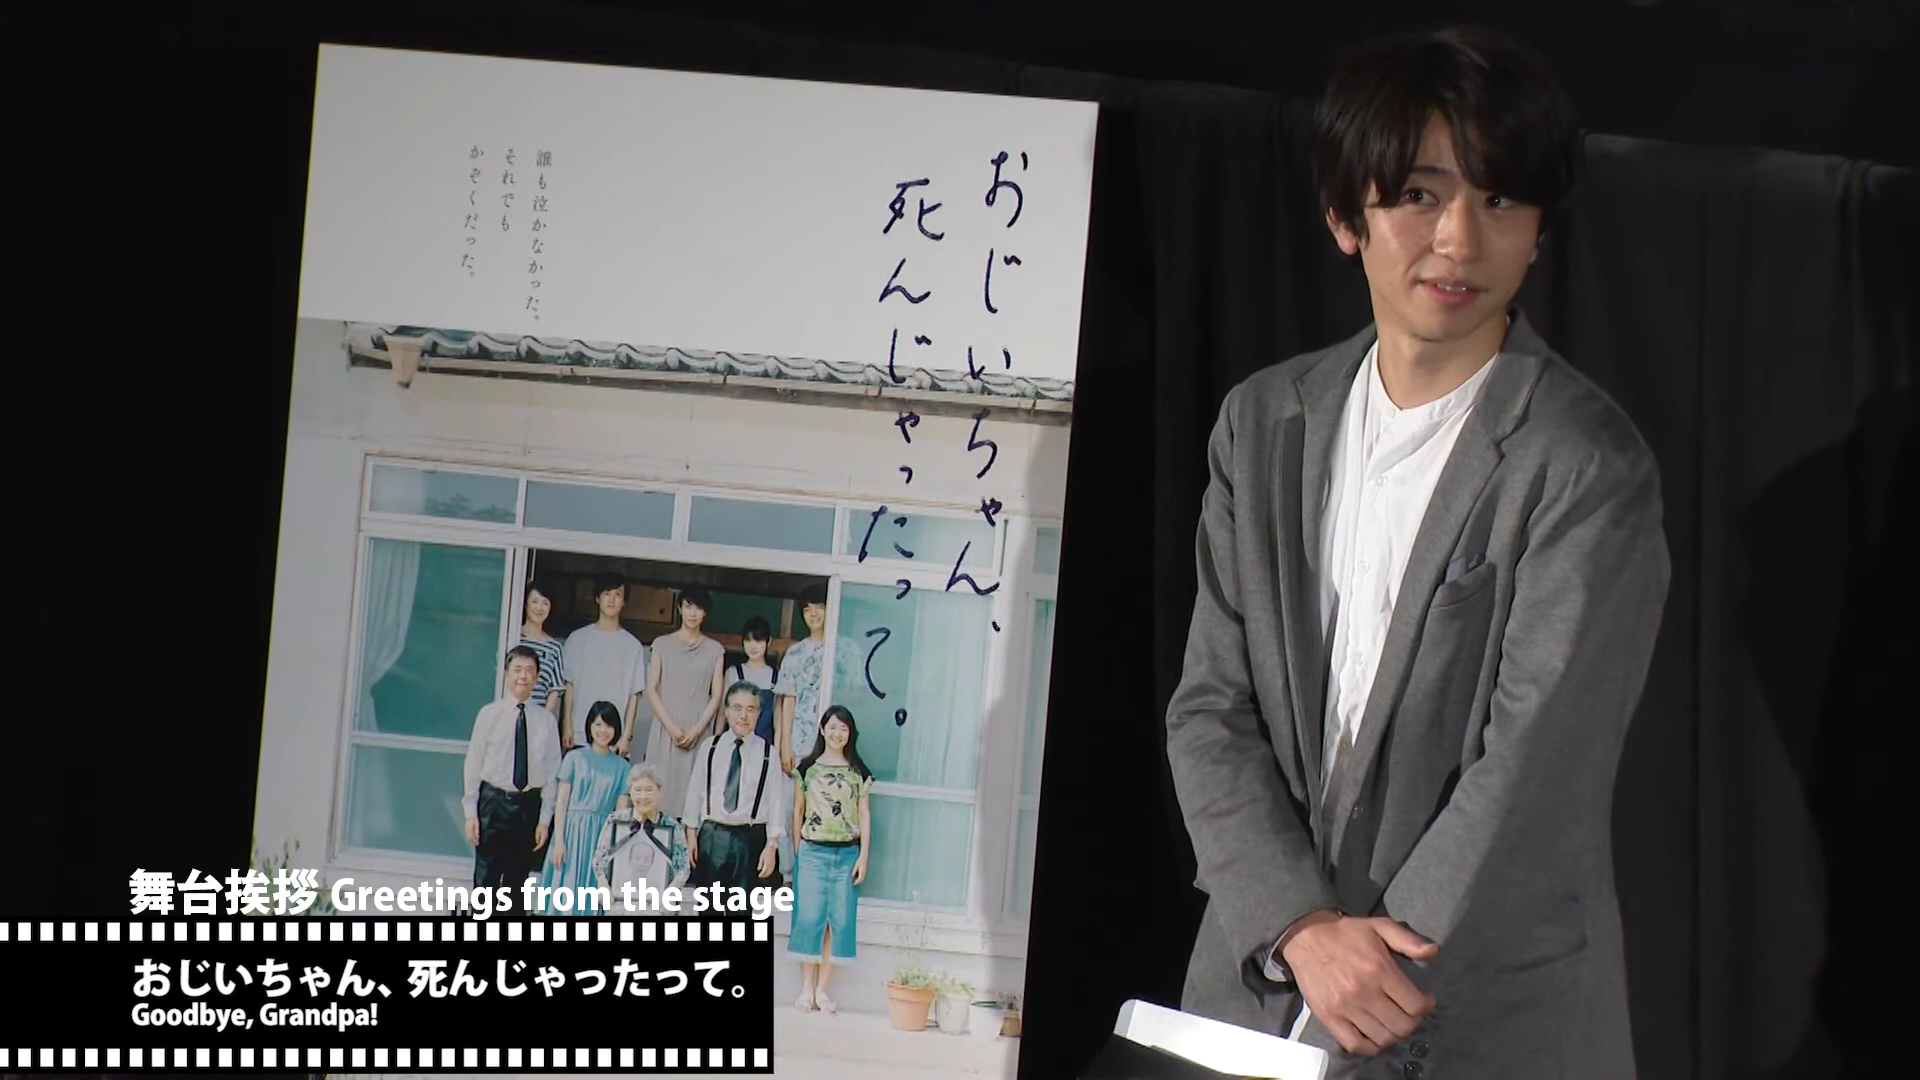 おじいちゃん、
死んじゃったって。
誰も泣かなかった。
それでも
かぞくだった。
舞台挨拶 Greetings from the stage
おじいちゃん、死んじゃったって。
Goodbye, Grandpa!